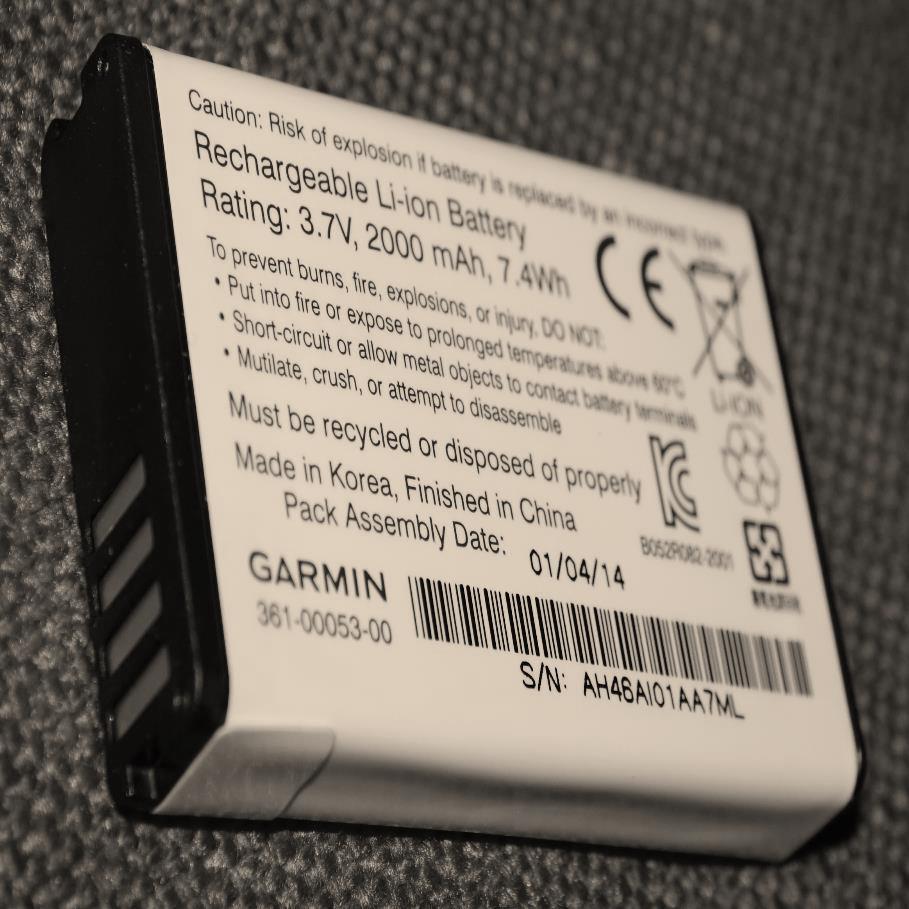 Caution: Risk of explosion if battery is replaced by an incorrect type.
Rechargeable Li-ion Battery
Rating: 3.7V, 2000 mAh, 7.4Wh
To prevent burns, fire, explosions, or injury, DO NOT:
• Put into fire or expose to prolonged temperatures above 60°C
• Short-circuit or allow metal objects to contact battery terminals
• Mutilate, crush, or attempt to disassemble
Must be recycled or disposed of properly
Made in Korea, Finished in China
Pack Assembly Date: 01/04/14
CE
LI-ION
B052R082-2001
GARMIN
361-00053-00
S/N: AH46AI01AA7ML